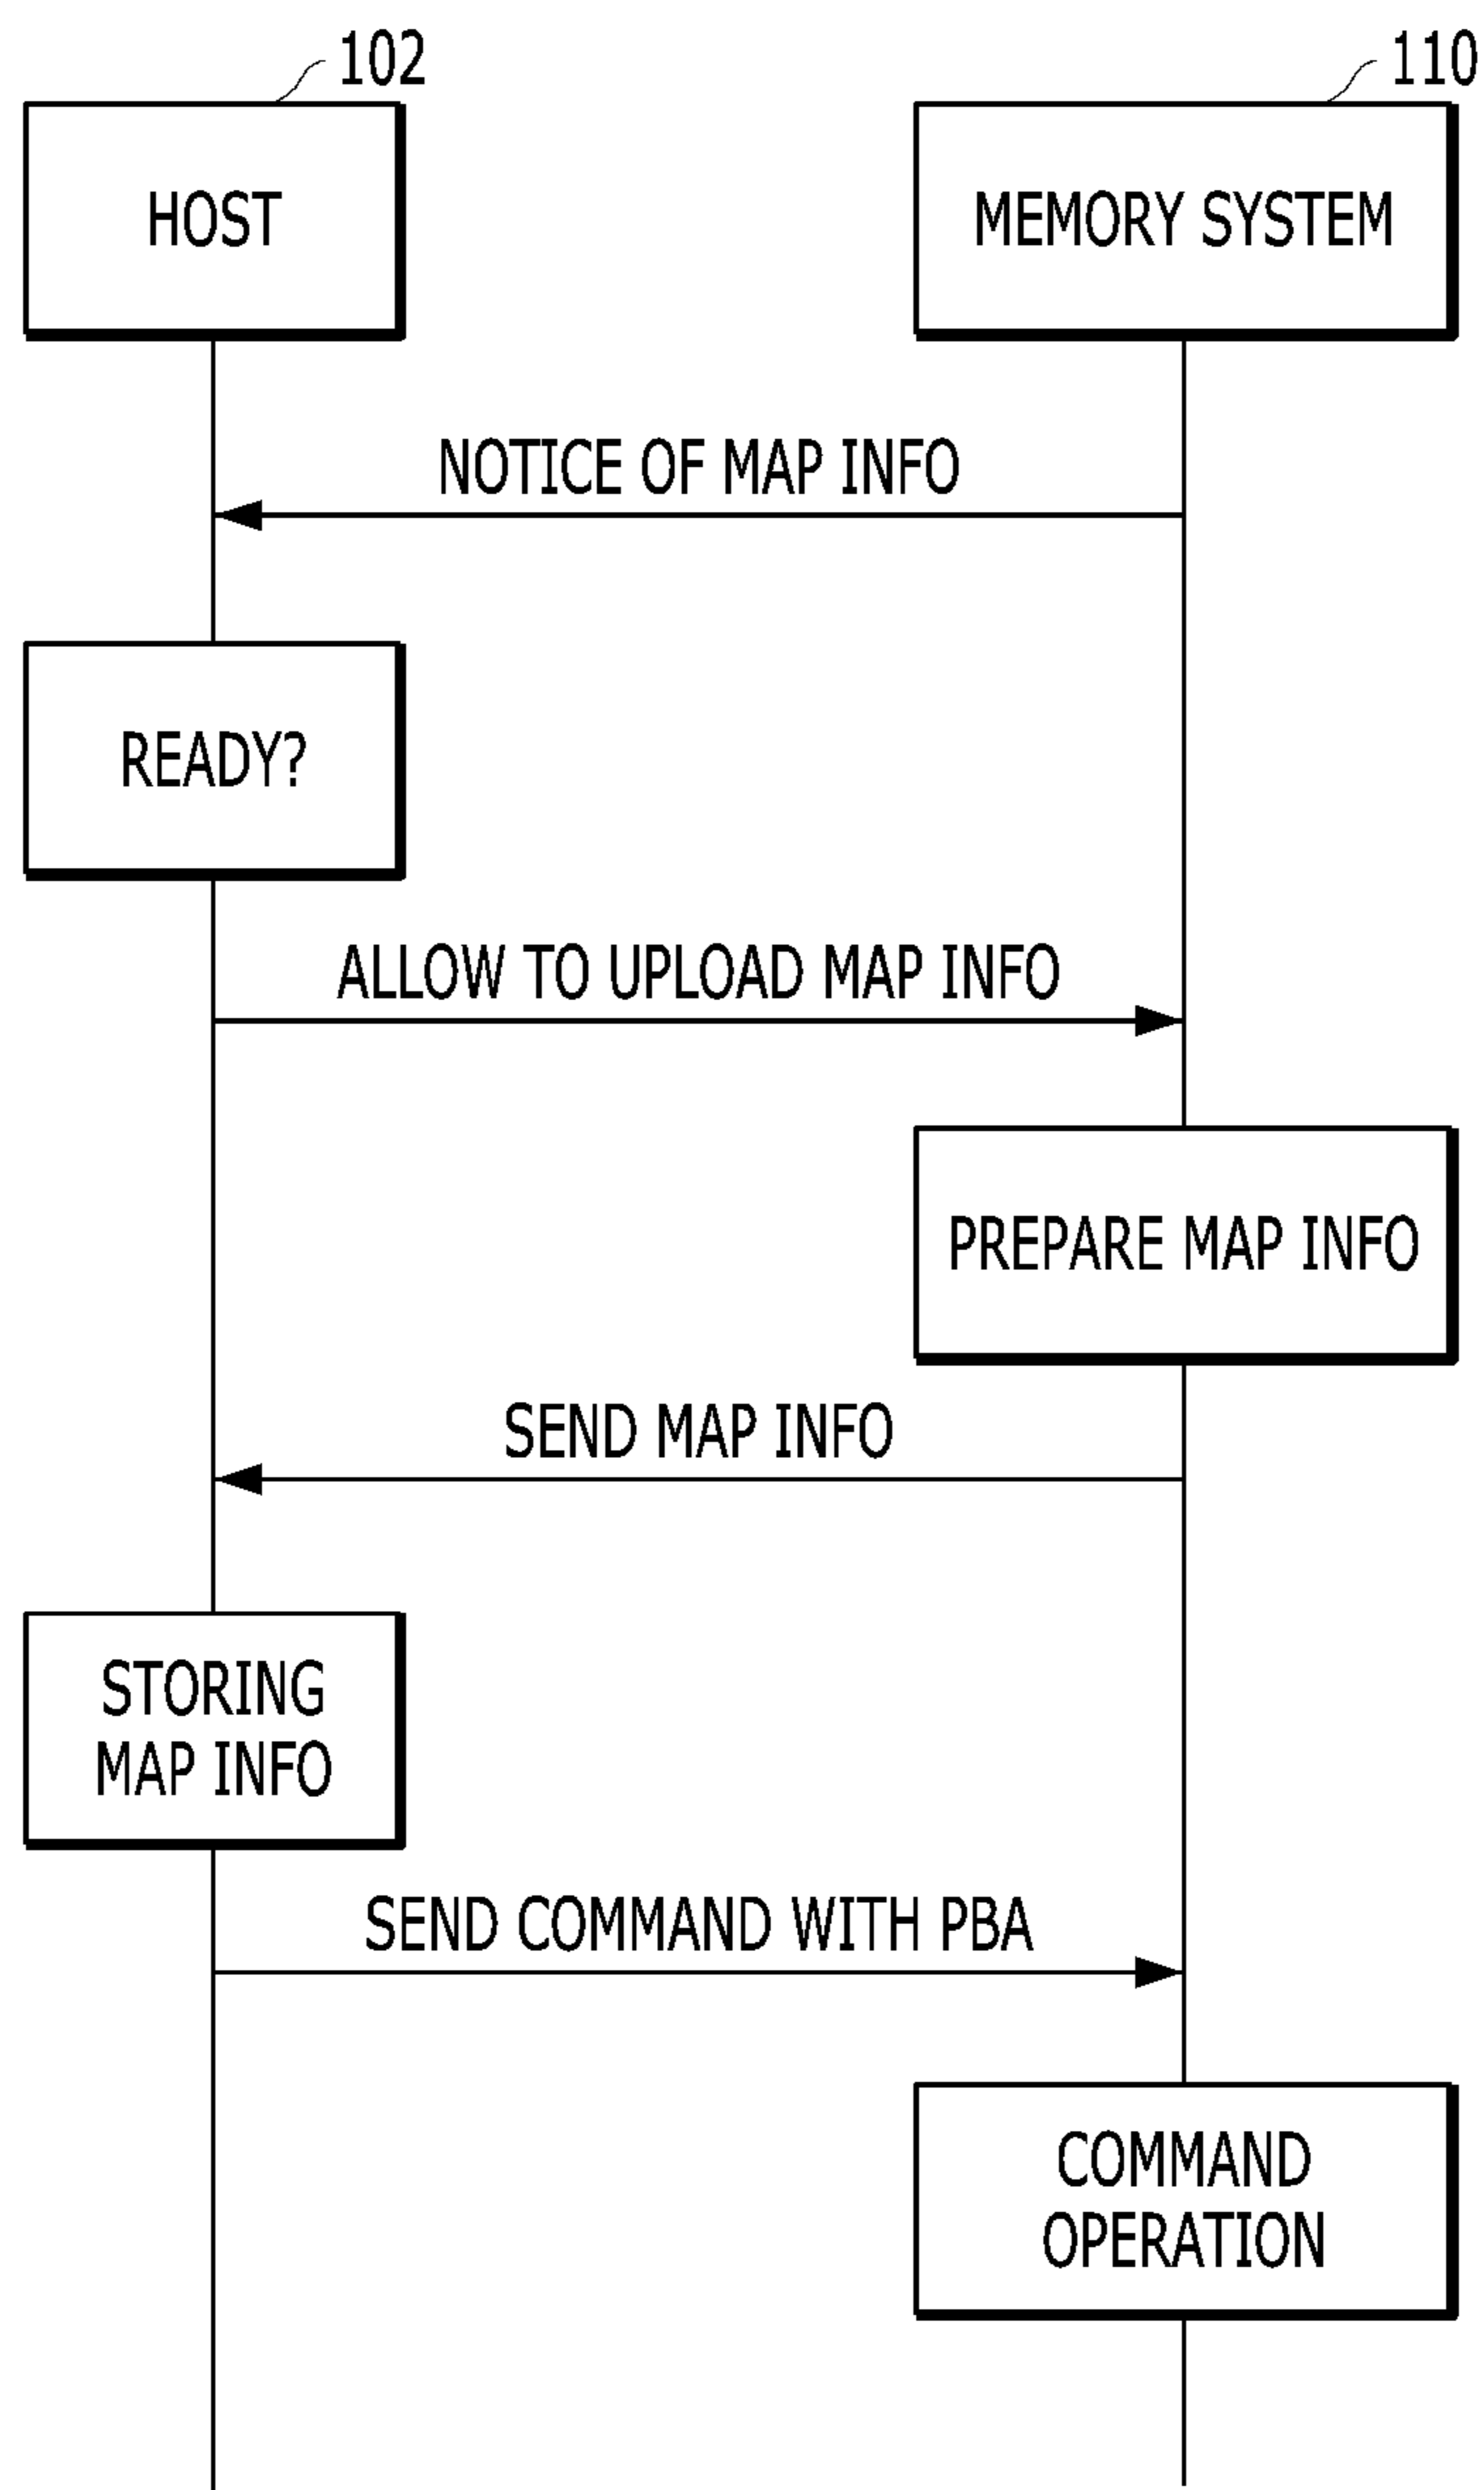 102
110
HOST
MEMORY SYSTEM
NOTICE OF MAP INFO
READY?
ALLOW TO UPLOAD MAP INFO
PREPARE MAP INFO
SEND MAP INFO
STORING
MAP INFO
SEND COMMAND WITH PBA
COMMAND
OPERATION